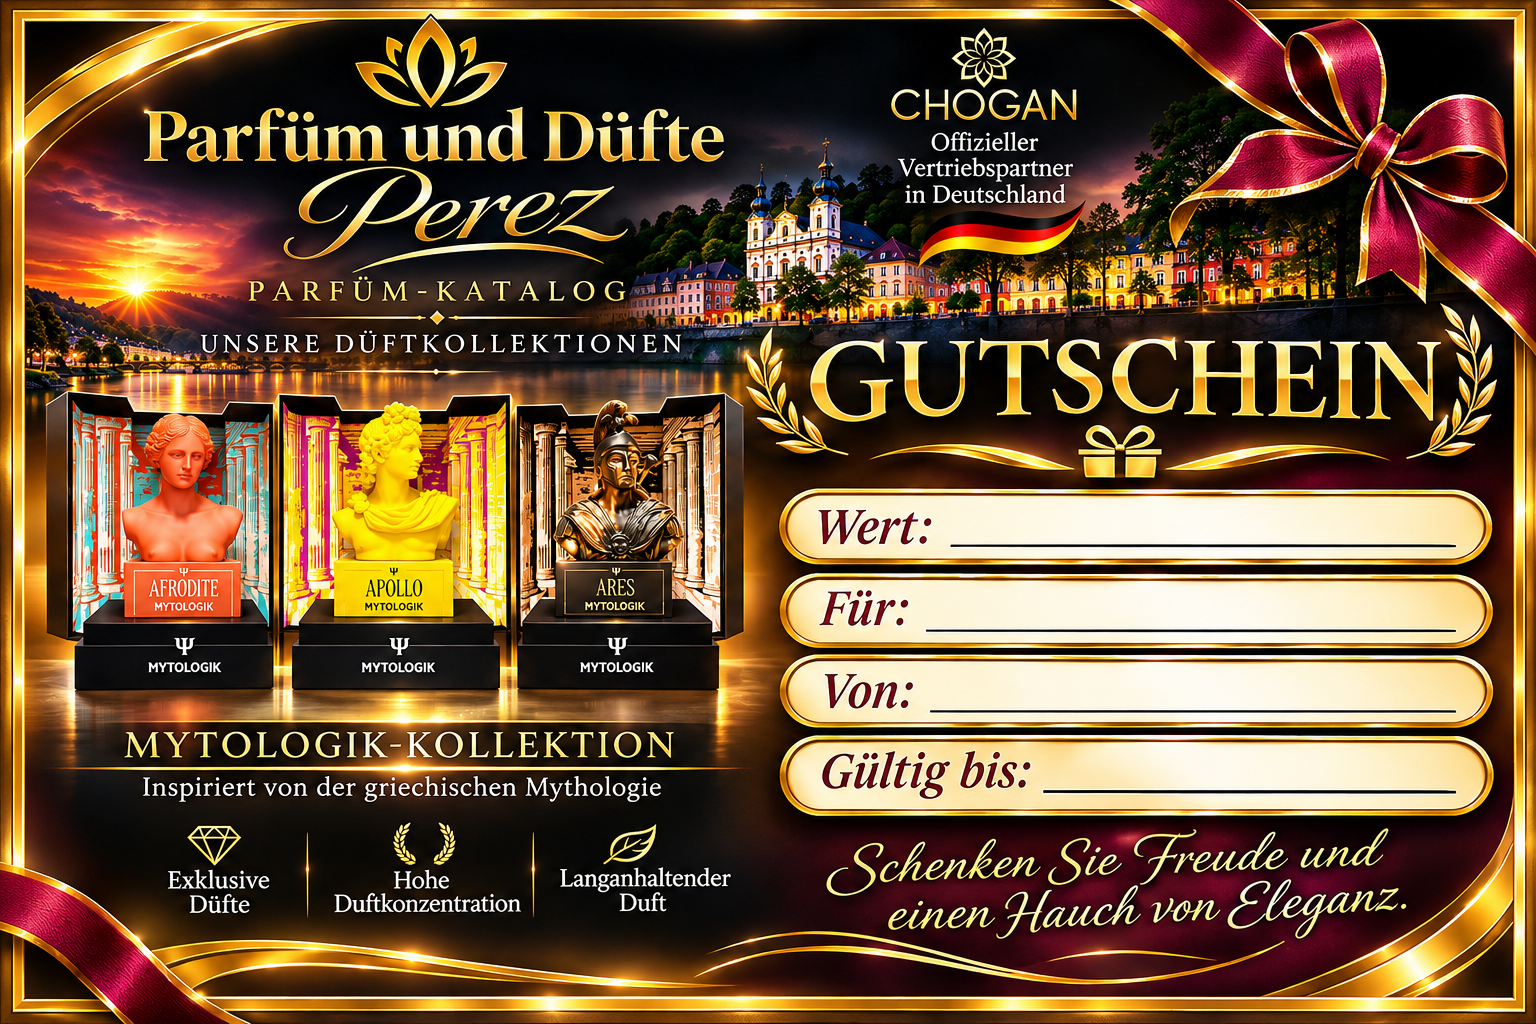 Parfüm und Düfte
Perez
PARFÜM-KATALOG
UNSERE DÜFTKOLLEKTIONEN
CHOGAN
Offizieller
Vertriebspartner
in Deutschland
GUTSCHEIN
AFRODITE
MYTOLOGIK
Ψ
MYTOLOGIK
Ψ
APOLLO
MYTOLOGIK
Ψ
MYTOLOGIK
Ψ
ARES
MYTOLOGIK
Ψ
MYTOLOGIK
MYTOLOGIK-KOLLEKTION
Inspiriert von der griechischen Mythologie
Exklusive
Düfte
Hohe
Duftkonzentration
Langanhaltender
Duft
Wert:
Für:
Von:
Gültig bis:
Schenken Sie Freude und
einen Hauch von Eleganz.